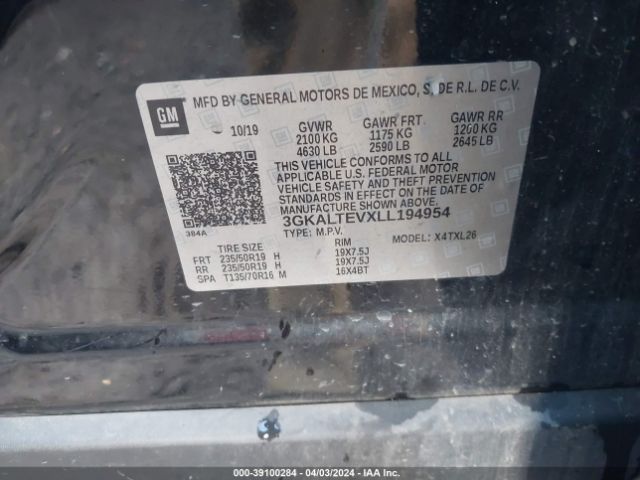 GM
MFD BY GENERAL MOTORS DE MEXICO, S. DE R.L. DE C.V.
10/19 GVWR GAWR FRT. GAWR RR
2100 KG 1175 KG 1200 KG
4630 LB 2590 LB 2645 LB
THIS VEHICLE CONFORMS TO ALL
APPLICABLE U.S. FEDERAL MOTOR
VEHICLE SAFETY AND THEFT PREVENTION
STANDARDS IN EFFECT ON THE DATE OF
MANUFACTURE SHOWN ABOVE.
3GKALTEVXLL194954
384A
TYPE: M.P.V. MODEL: X4TXL26
TIRE SIZE RIM
FRT 235/50R19 H 19X7.5J
RR 235/50R19 H 19X7.5J
SPA T135/70R16 M 16X4BT
000-39100284 - 04/03/2024 - IAA Inc.